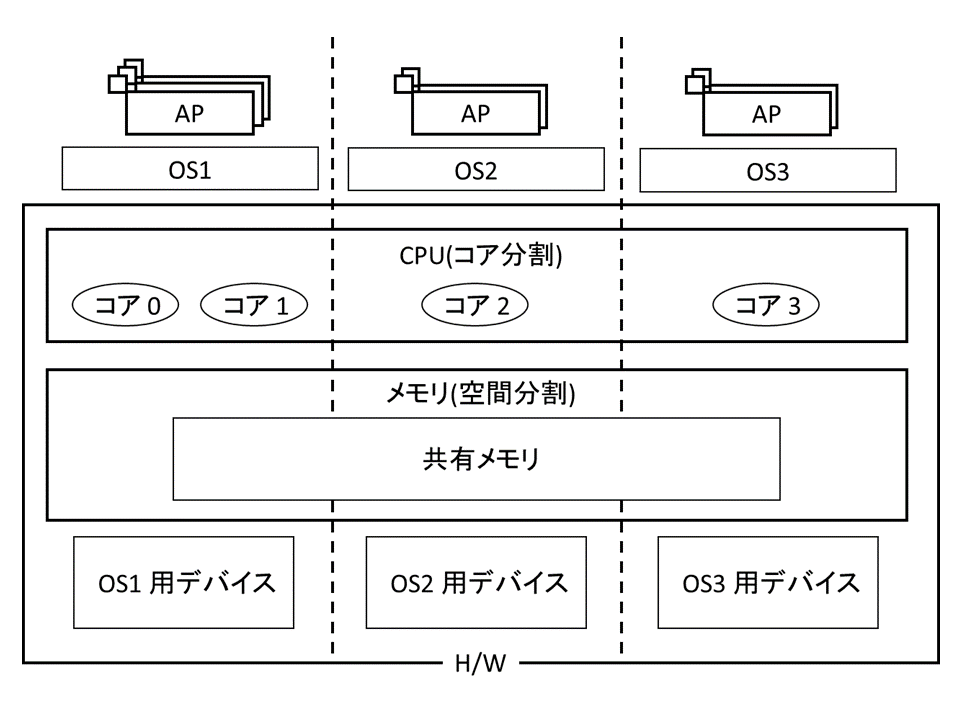 AP
AP
AP
OS1
OS2
OS3
CPU(コア分割)
コア 0
コア 1
コア 2
コア 3
メモリ(空間分割)
共有メモリ
OS1 用デバイス
OS2 用デバイス
OS3 用デバイス
H/W